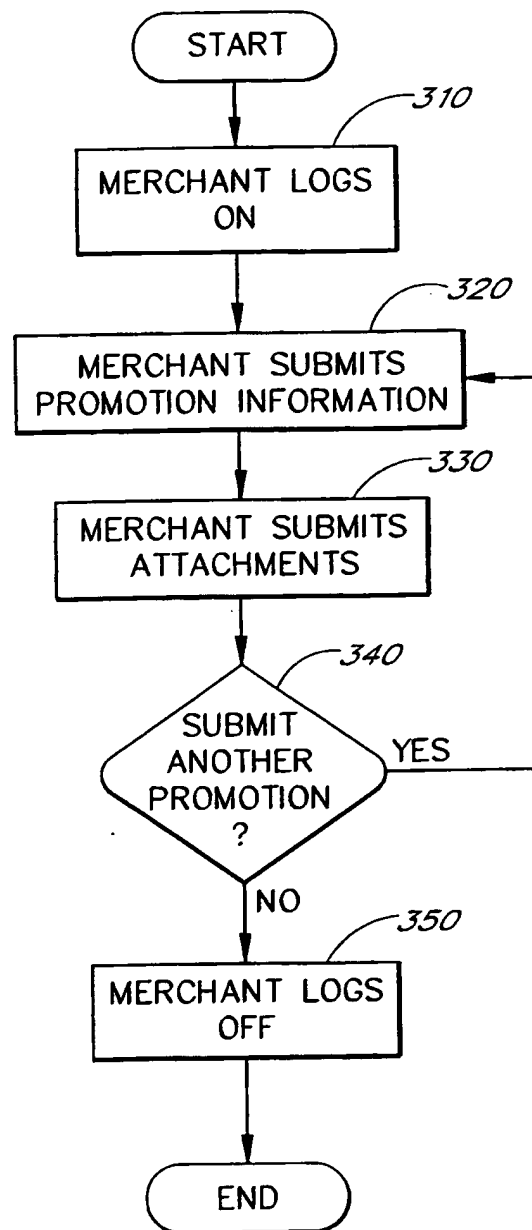 START
310
MERCHANT LOGS
ON
320
MERCHANT SUBMITS
PROMOTION INFORMATION
330
MERCHANT SUBMITS
ATTACHMENTS
340
SUBMIT
ANOTHER
PROMOTION
?
YES
NO
350
MERCHANT LOGS
OFF
END